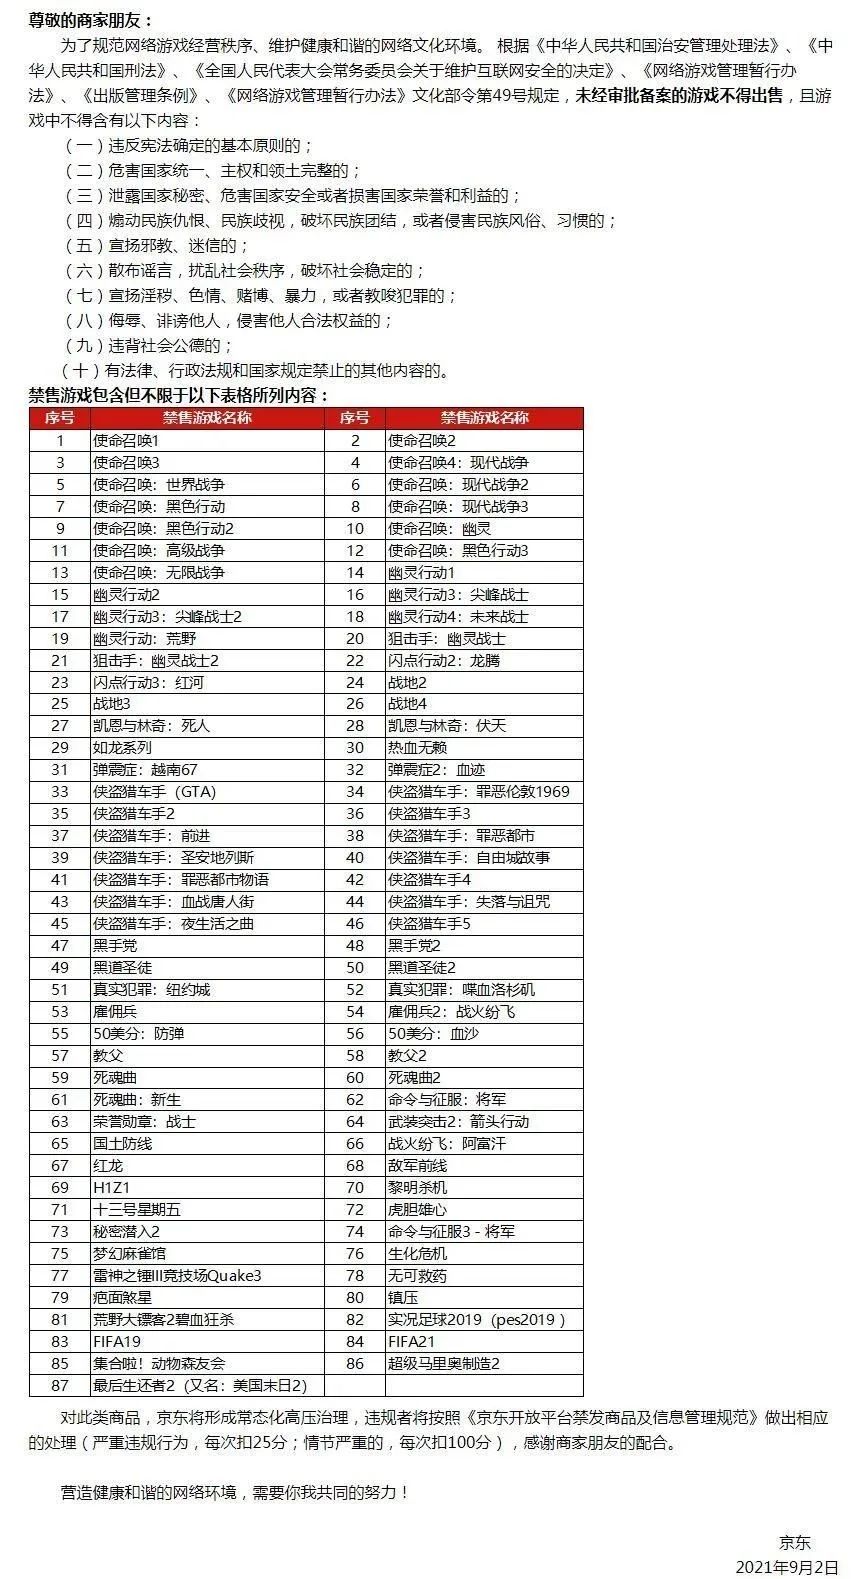 尊敬的商家朋友：
为了规范网络游戏经营秩序、维护健康和谐的网络文化环境。 根据《中华人民共和国治安管理处理法》、《中
华人民共和国刑法》、《全国人民代表大会常务委员会关于维护互联网安全的决定》、《网络游戏管理暂行办
法》、《出版管理条例》、《网络游戏管理暂行办法》文化部令第49号规定，未经审批备案的游戏不得出售，且游
戏中不得含有以下内容：
（一）违反宪法确定的基本原则的；
（二）危害国家统一、主权和领土完整的；
（三）泄露国家秘密、危害国家安全或者损害国家荣誉和利益的；
（四）煽动民族仇恨、民族歧视，破坏民族团结，或者侵害民族风俗、习惯的；
（五）宣扬邪教、迷信的；
（六）散布谣言，扰乱社会秩序，破坏社会稳定的；
（七）宣扬淫秽、色情、赌博、暴力，或者教唆犯罪的；
（八）侮辱、诽谤他人，侵害他人合法权益的；
（九）违背社会公德的；
（十）有法律、行政法规和国家规定禁止的其他内容的。
禁售游戏包含但不限于以下表格所列内容：
序号 禁售游戏名称 序号 禁售游戏名称
1 使命召唤1 2 使命召唤2
3 使命召唤3 4 使命召唤4：现代战争
5 使命召唤：世界战争 6 使命召唤：现代战争2
7 使命召唤：黑色行动 8 使命召唤：现代战争3
9 使命召唤：黑色行动2 10 使命召唤：幽灵
11 使命召唤：高级战争 12 使命召唤：黑色行动3
13 使命召唤：无限战争 14 幽灵行动1
15 幽灵行动2 16 幽灵行动3：尖峰战士
17 幽灵行动3：尖峰战士2 18 幽灵行动4：未来战士
19 幽灵行动：荒野 20 狙击手：幽灵战士
21 狙击手：幽灵战士2 22 闪点行动2：龙腾
23 闪点行动3：红河 24 战地2
25 战地3 26 战地4
27 凯恩与林奇：死人 28 凯恩与林奇：伏天
29 如龙系列 30 热血无赖
31 弹震症：越南67 32 弹震症2：血迹
33 侠盗猎车手（GTA） 34 侠盗猎车手：罪恶伦敦1969
35 侠盗猎车手2 36 侠盗猎车手3
37 侠盗猎车手：前进 38 侠盗猎车手：罪恶都市
39 侠盗猎车手：圣安地列斯 40 侠盗猎车手：自由城故事
41 侠盗猎车手：罪恶都市物语 42 侠盗猎车手4
43 侠盗猎车手：血战唐人街 44 侠盗猎车手：失落与诅咒
45 侠盗猎车手：夜生活之曲 46 侠盗猎车手5
47 黑手党 48 黑手党2
49 黑道圣徒 50 黑道圣徒2
51 真实犯罪：纽约城 52 真实犯罪：喋血洛杉矶
53 雇佣兵 54 雇佣兵2：战火纷飞
55 50美分：防弹 56 50美分：血沙
57 教父 58 教父2
59 死魂曲 60 死魂曲2
61 死魂曲：新生 62 命令与征服：将军
63 荣誉勋章：战士 64 武装突击2：箭头行动
65 国土防线 66 战火纷飞：阿富汗
67 红龙 68 敌军前线
69 H1Z1 70 黎明杀机
71 十三号星期五 72 虎胆雄心
73 秘密潜入2 74 命令与征服3－将军
75 梦幻麻雀馆 76 生化危机
77 雷神之锤III竞技场Quake3 78 无可救药
79 疤面煞星 80 镇压
81 荒野大镖客2碧血狂杀 82 实况足球2019（pes2019 ）
83 FIFA19 84 FIFA21
85 集合啦！动物森友会 86 超级马里奥制造2
87 最后生还者2（又名：美国末日2）
对此类商品，京东将形成常态化高压治理，违规者将按照《京东开放平台禁发商品及信息管理规范》做出相应
的处理（严重违规行为，每次扣25分；情节严重的，每次扣100分），感谢商家朋友的配合。
营造健康和谐的网络环境，需要你我共同的努力！
京东
2021年9月2日